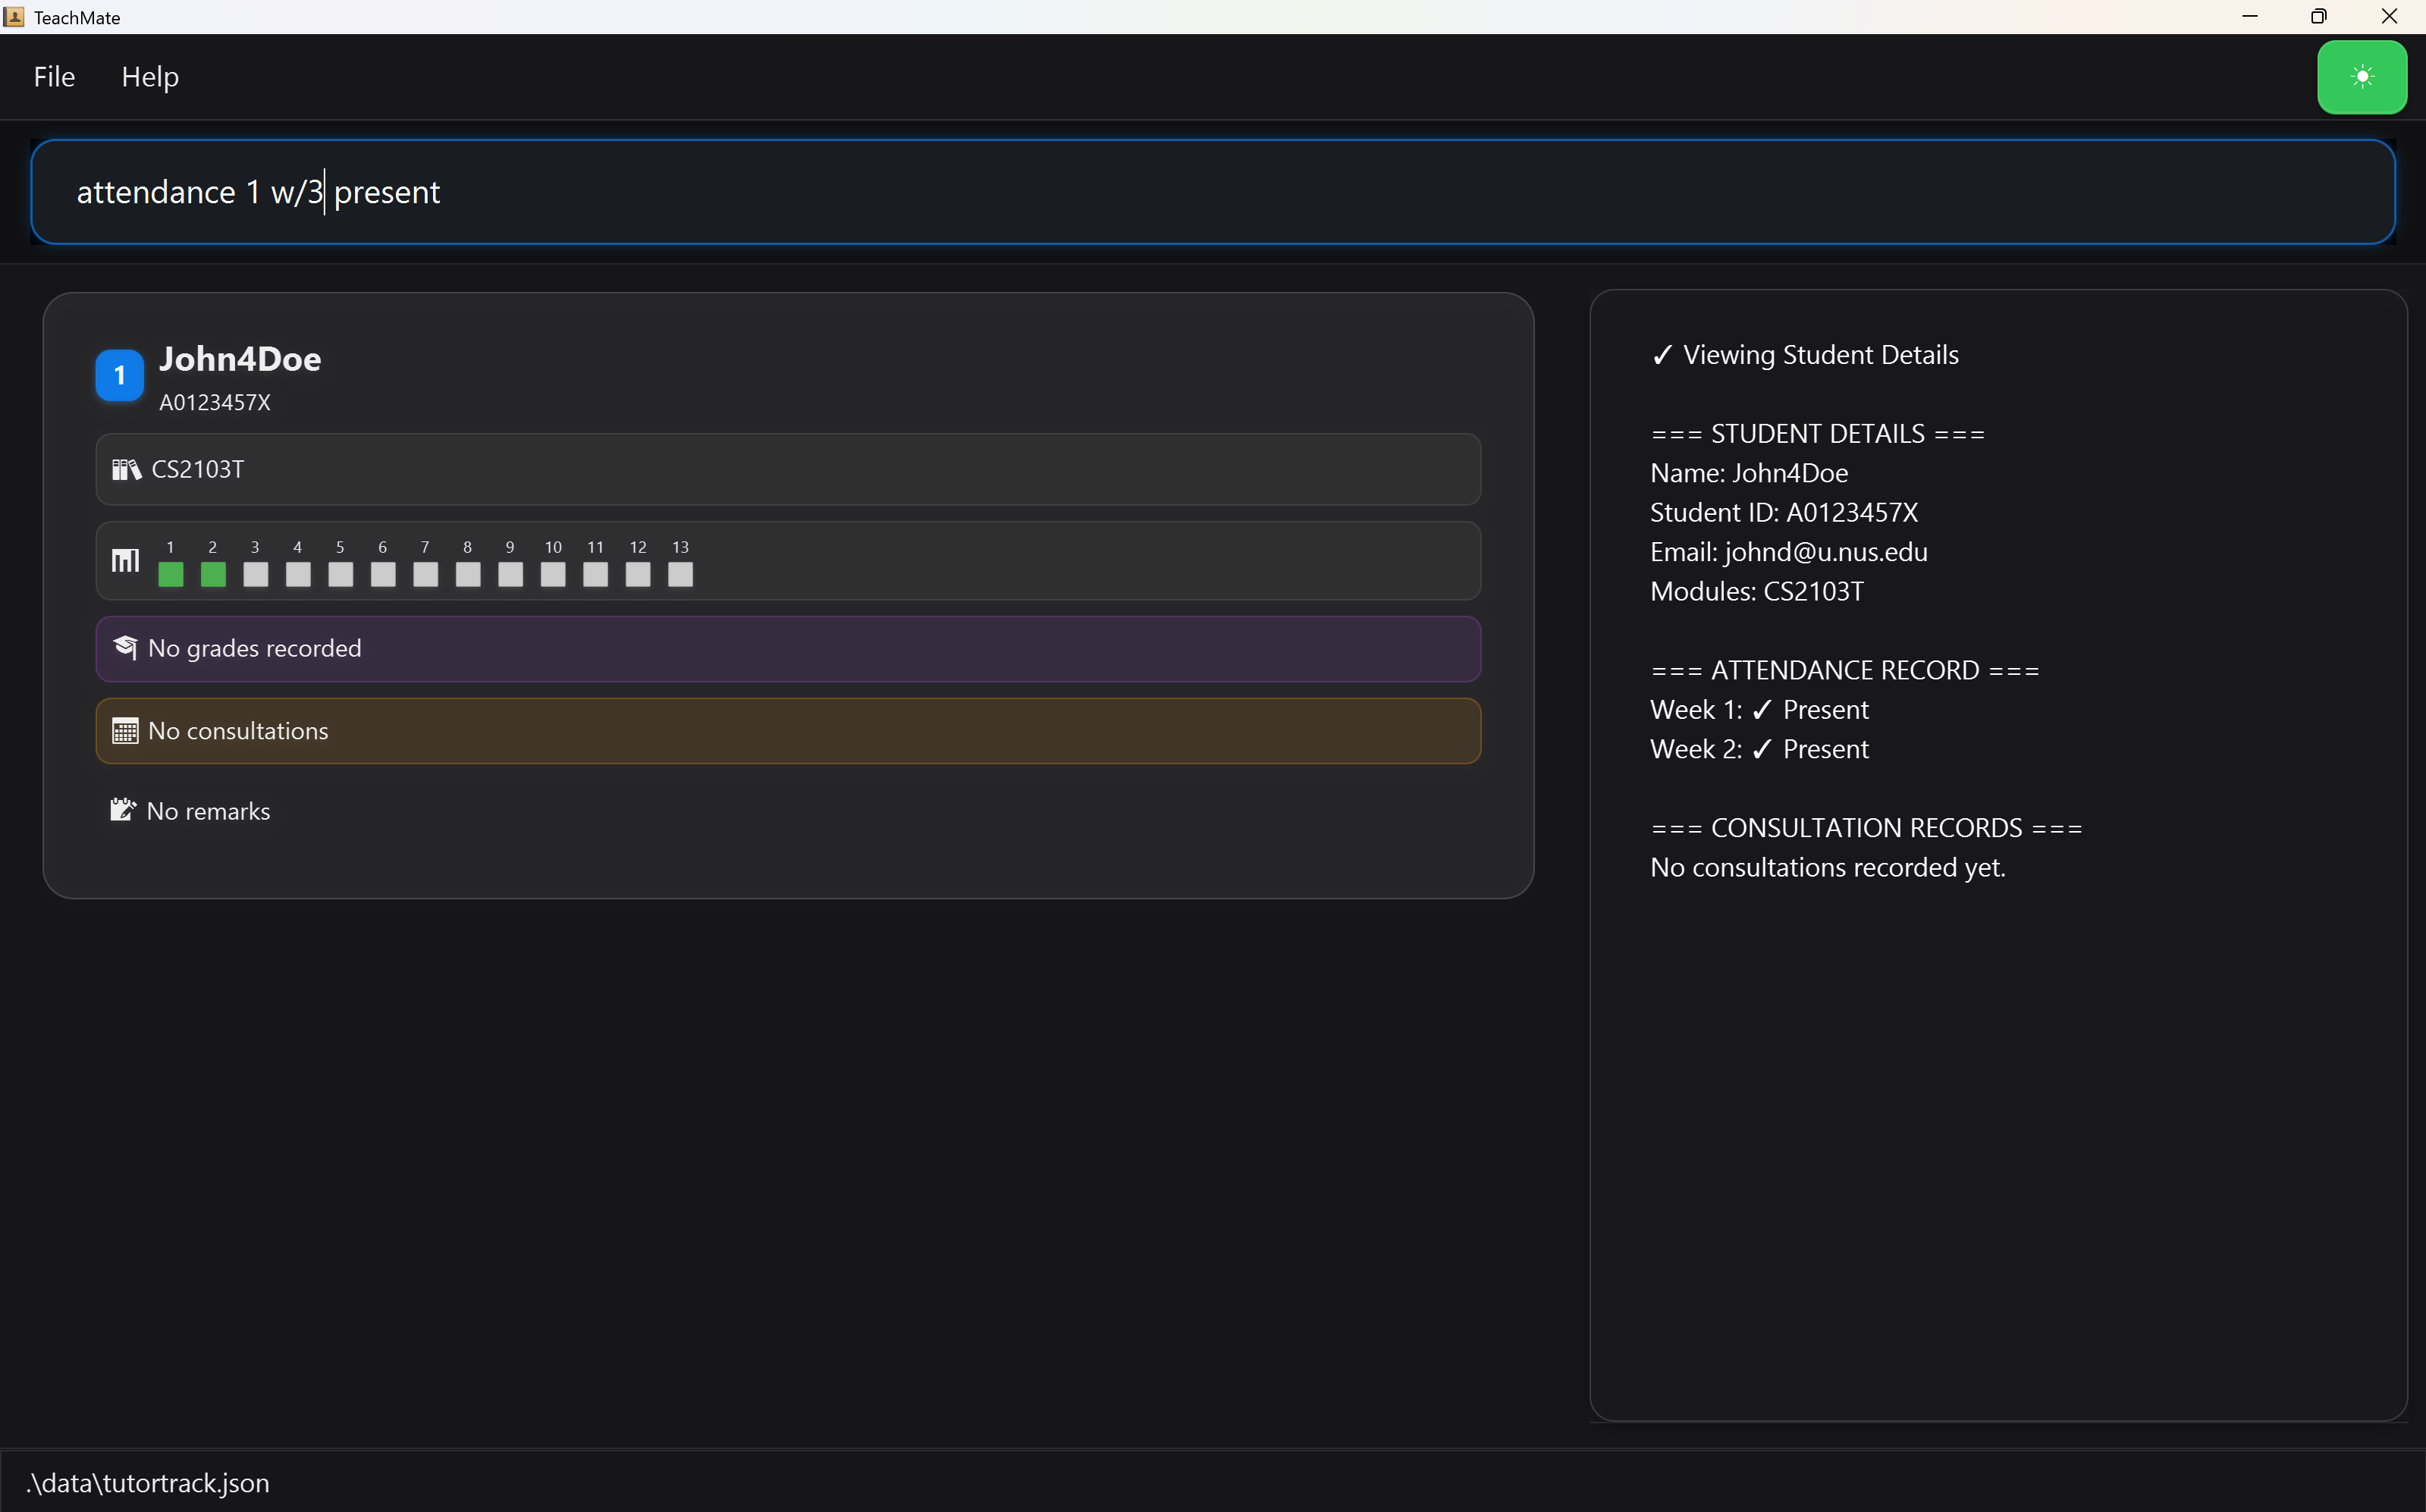 TeachMate
File Help
attendance 1 w/3 present
1
John4Doe
A0123457X
CS2103T
1 2 3 4 5 6 7 8 9 10 11 12 13
No grades recorded
No consultations
No remarks
✓ Viewing Student Details
=== STUDENT DETAILS ===
Name: John4Doe
Student ID: A0123457X
Email: johnd@u.nus.edu
Modules: CS2103T
=== ATTENDANCE RECORD ===
Week 1: ✓ Present
Week 2: ✓ Present
=== CONSULTATION RECORDS ===
No consultations recorded yet.
.\data\tutortrack.json